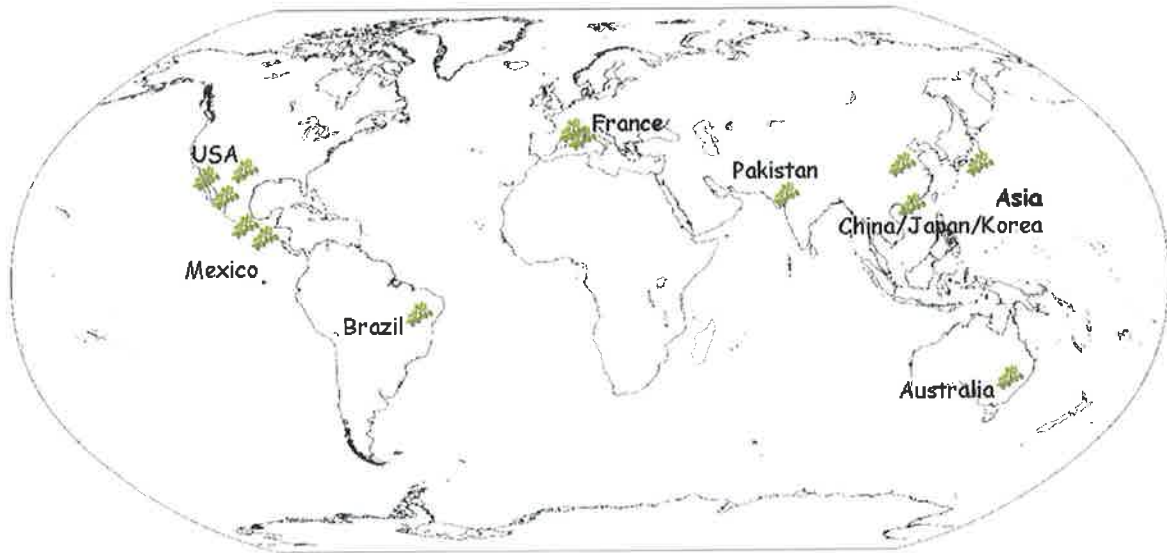 France
USA
Pakistan
Asia
China/Japan/Korea
Mexico
Brazil
Australia